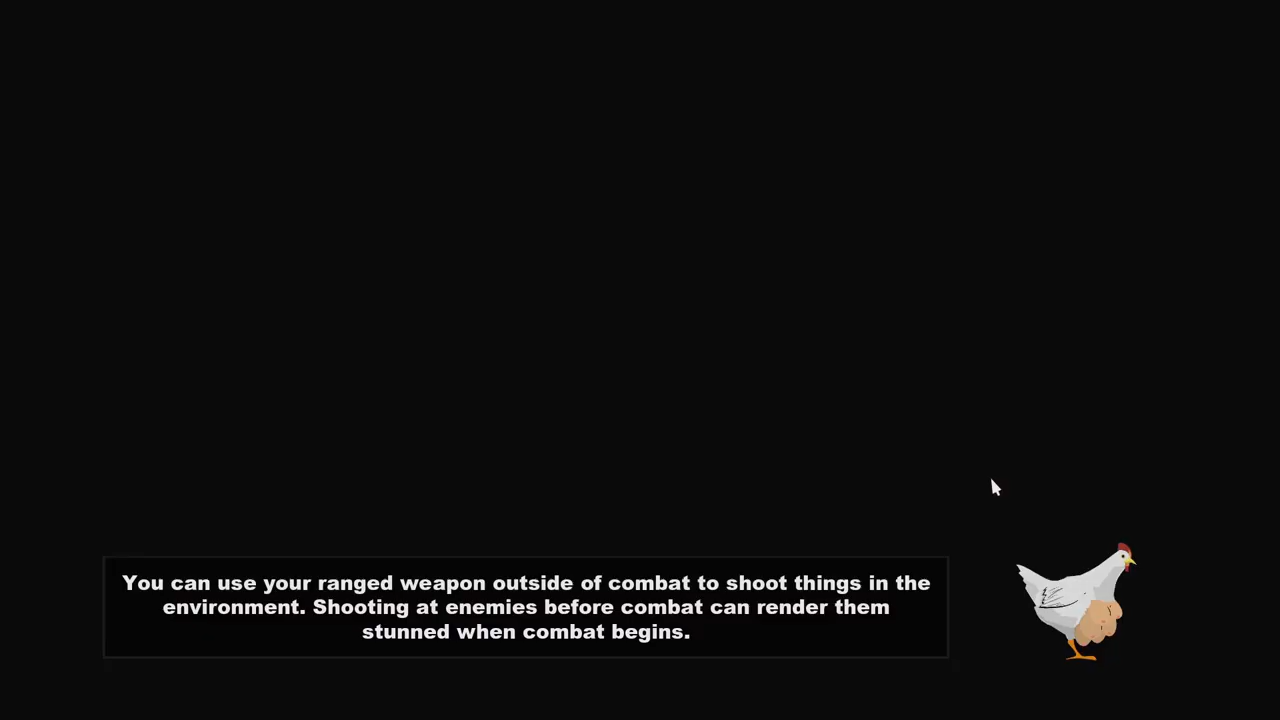 You can use your ranged weapon outside of combat to shoot things in the
environment. Shooting at enemies before combat can render them
stunned when combat begins.